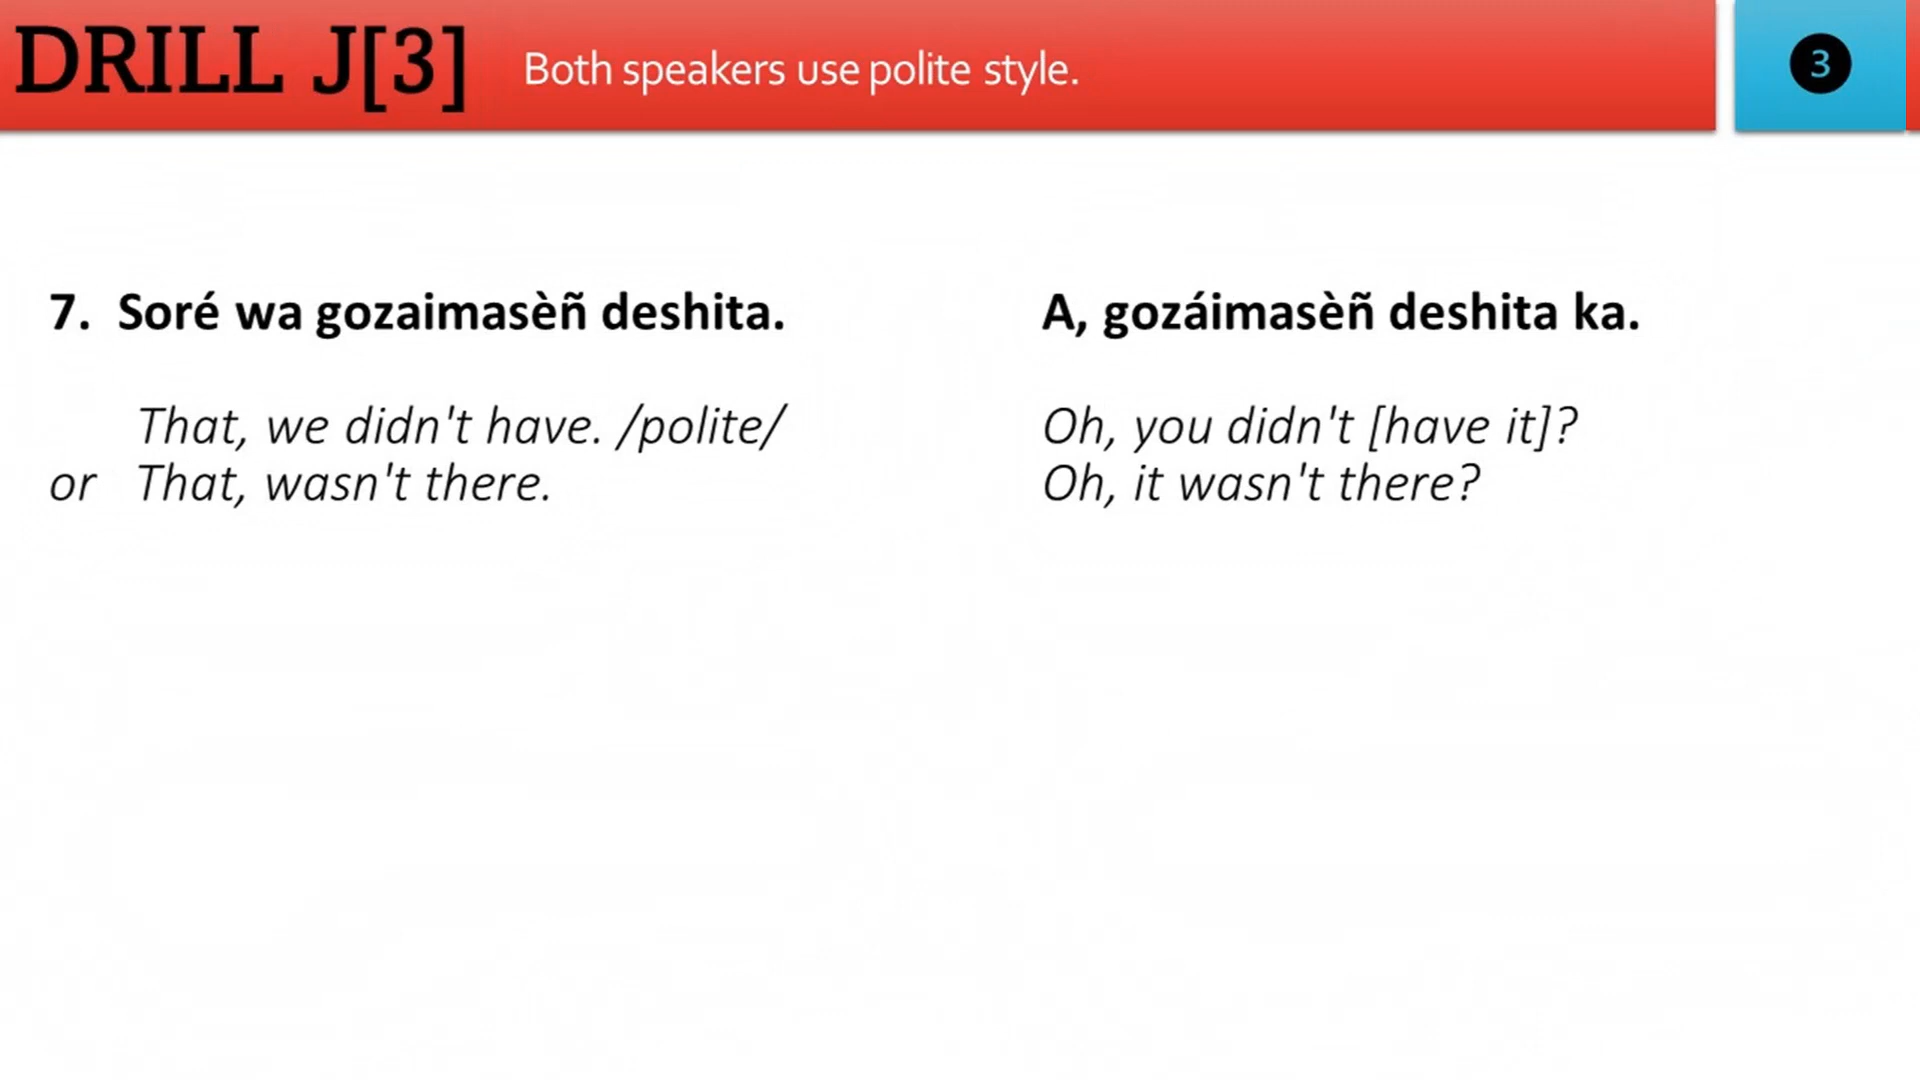 DRILL J[3]
Both speakers use polite style.
3
7. Soré wa gozaimasèñ deshita.
A, gozáimasèñ deshita ka.
That, we didn't have. /polite/
Oh, you didn't [have it]?
or That, wasn't there.
Oh, it wasn't there?